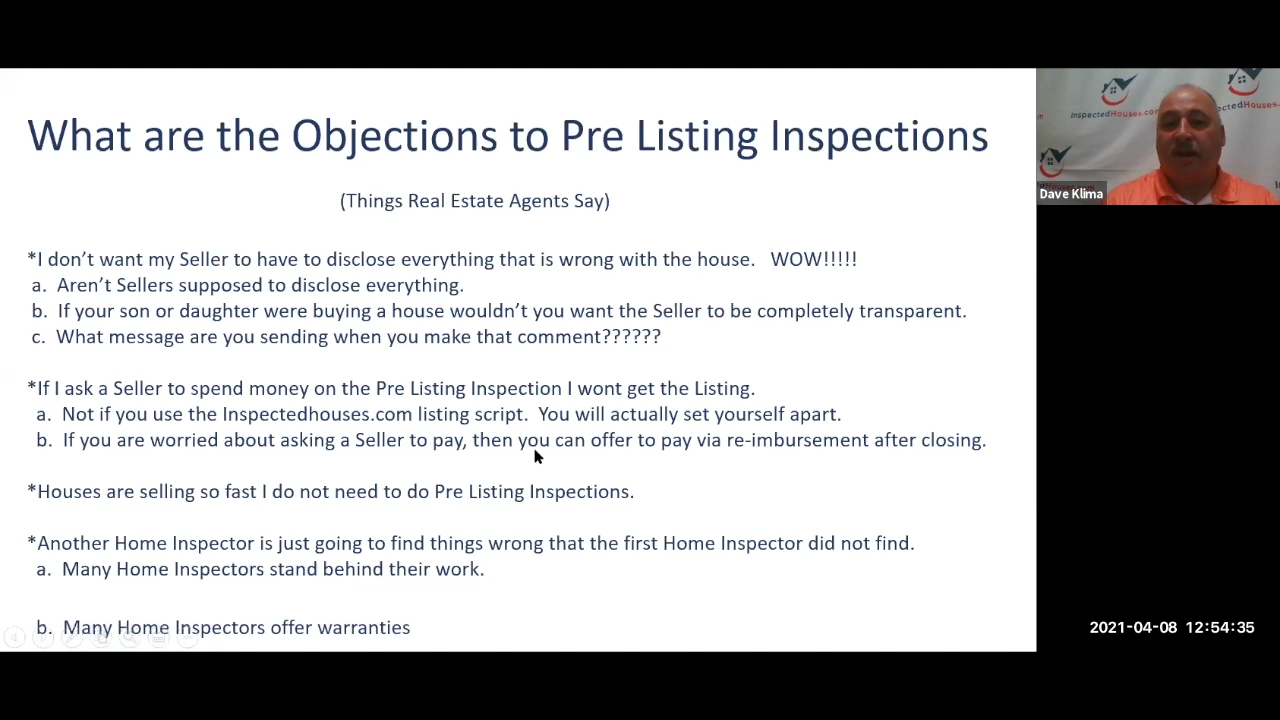 What are the Objections to Pre Listing Inspections
(Things Real Estate Agents Say)
*I don’t want my Seller to have to disclose everything that is wrong with the house. WOW!!!!!
a. Aren’t Sellers supposed to disclose everything.
b. If your son or daughter were buying a house wouldn’t you want the Seller to be completely transparent.
c. What message are you sending when you make that comment??????
*If I ask a Seller to spend money on the Pre Listing Inspection I wont get the Listing.
a. Not if you use the Inspectedhouses.com listing script. You will actually set yourself apart.
b. If you are worried about asking a Seller to pay, then you can offer to pay via re-imbursement after closing.
*Houses are selling so fast I do not need to do Pre Listing Inspections.
*Another Home Inspector is just going to find things wrong that the first Home Inspector did not find.
a. Many Home Inspectors stand behind their work.
b. Many Home Inspectors offer warranties
InspectedHouses.com
ectedHouses.
Dave Klima
2021-04-08 12:54:35